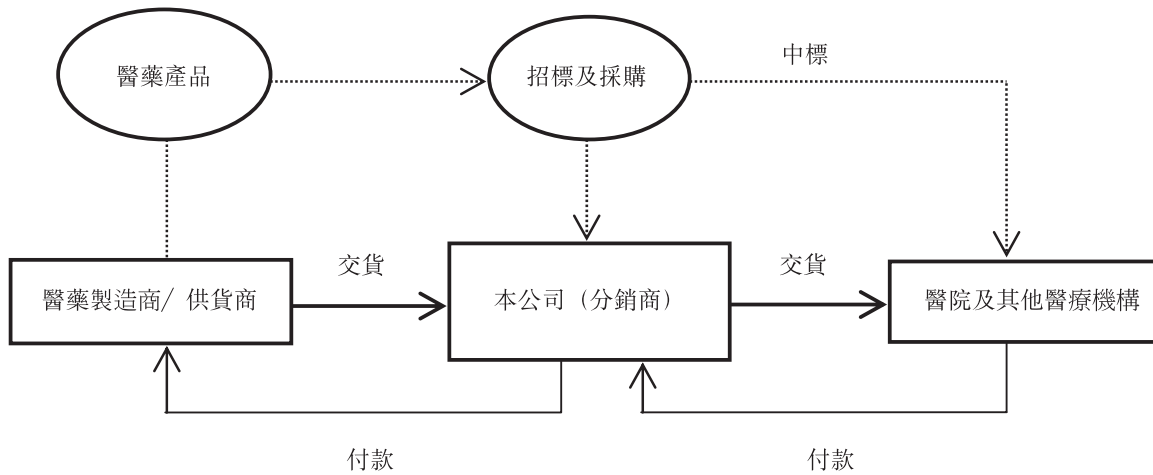 醫藥產品
招標及採購
中標
交貨
交貨
醫藥製造商/ 供貨商
本公司（分銷商）
醫院及其他醫療機構
付款
付款